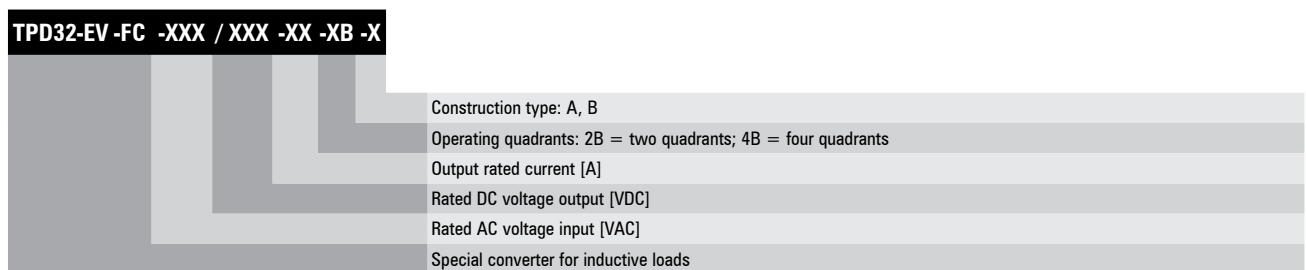 TPD32-EV -FC -XXX / XXX -XX -XB -X
Construction type: A, B
Operating quadrants: 2B = two quadrants; 4B = four quadrants
Output rated current [A]
Rated DC voltage output [VDC]
Rated AC voltage input [VAC]
Special converter for inductive loads